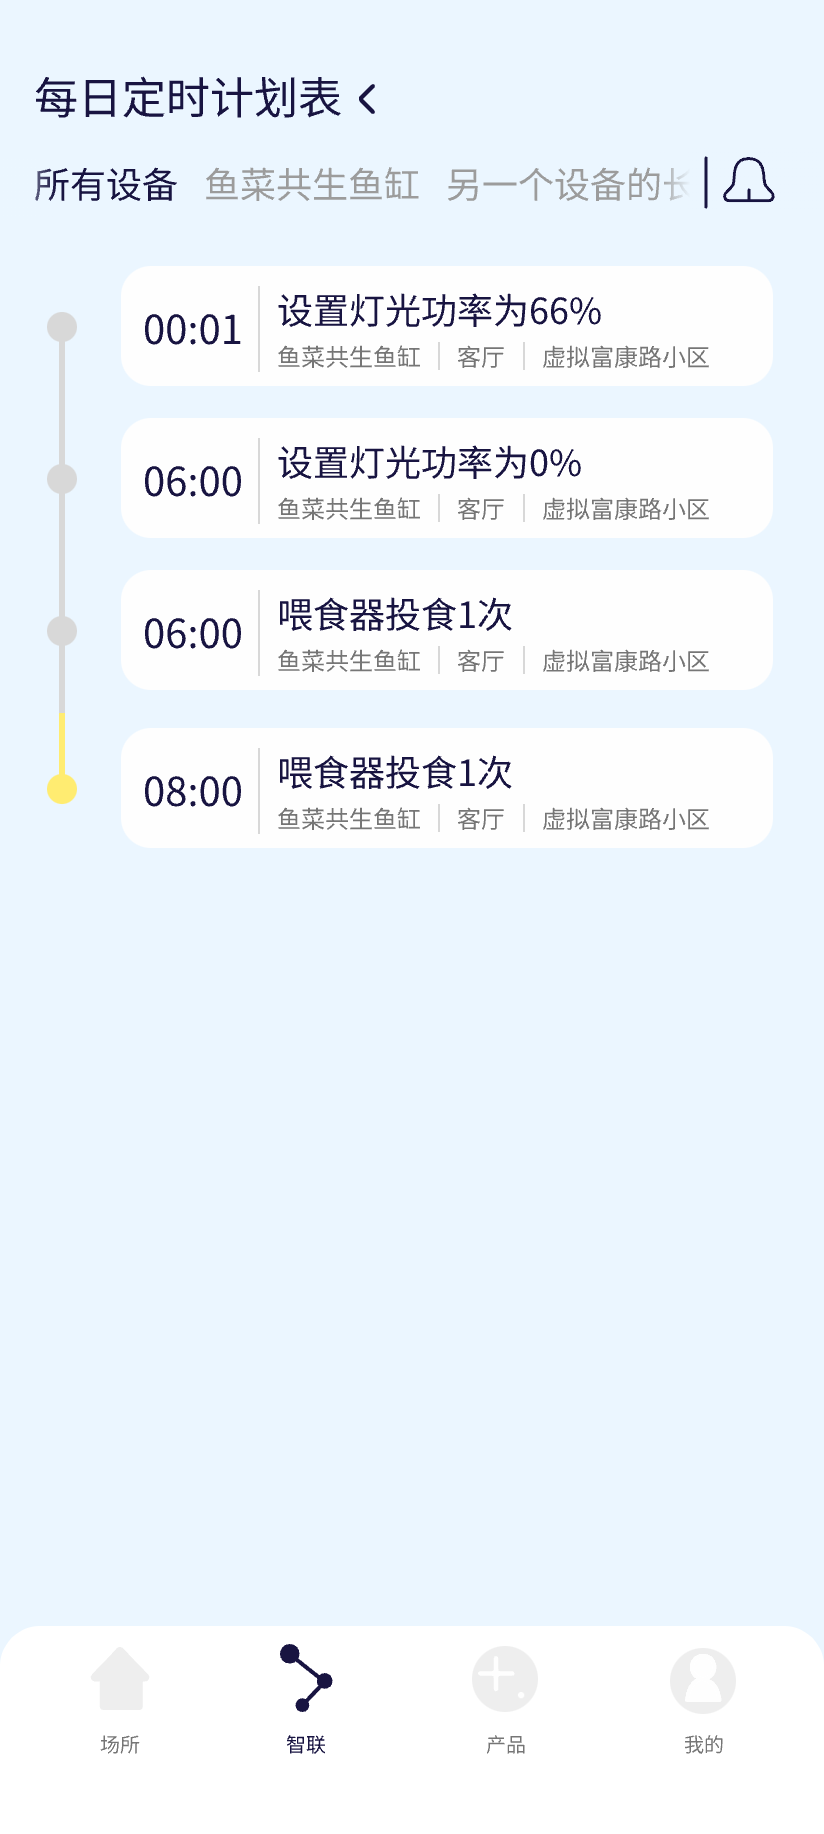 每日定时计划表
所有设备 鱼菜共生鱼缸 另一个设备的
00:01
设置灯光功率为66%
鱼菜共生鱼缸 客厅 虚拟富康路小区
06:00
设置灯光功率为0%
鱼菜共生鱼缸 客厅 虚拟富康路小区
06:00
喂食器投食1次
鱼菜共生鱼缸 客厅 虚拟富康路小区
08:00
喂食器投食1次
鱼菜共生鱼缸 客厅 虚拟富康路小区
场所 智联 产品 我的